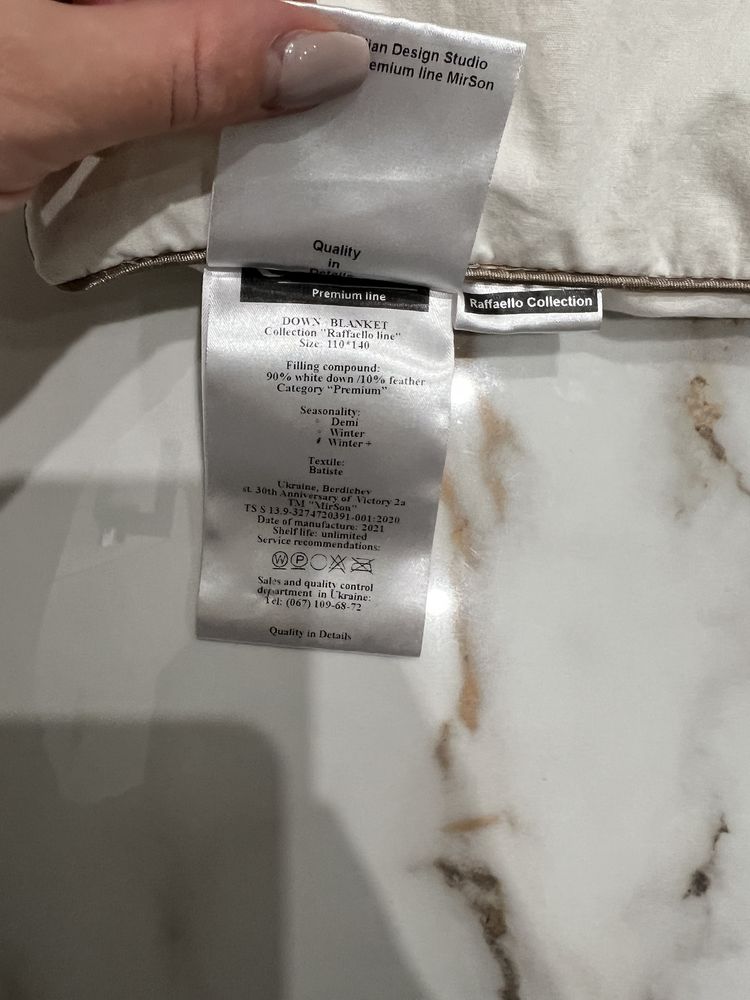 Design Studio
line MirSon
Quality
in
Premium line
Raffaello Collection
DOWN BLANKET
Collection "Raffaello line"
Size: 110*140
Filling compound:
90% white down /10% feather
Category "Premium"
Seasonality:
Demi
Winter
Winter +
Textile:
Batiste
Ukraine, Berdichev
st. 30th Anniversary of Victory 2a
TM "MirSon"
TS S 13.9-3274720391-001:2020
Date of manufacture: 2021
Shelf life: unlimited
Service recommendations:
W P
Sales and quality control
department in Ukraine:
Tel: (067) 109-68-72
Quality in Details